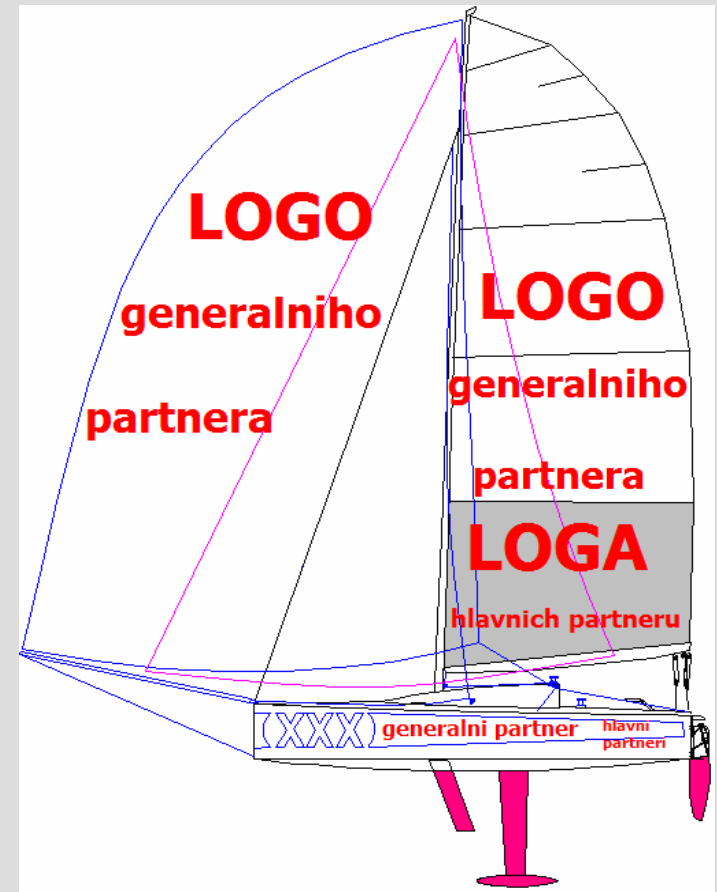 LOGO
generalniho
partnera
LOGO
generalniho
partnera
LOGA
hlavnich partneru
(XXX) generalni partner hlavni
partneri